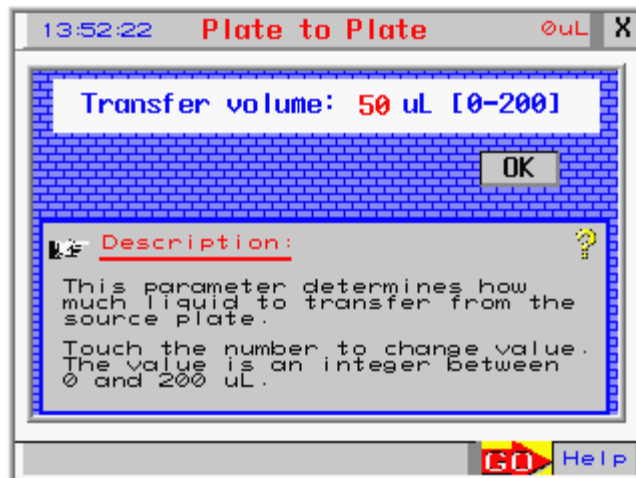 13:52:22 Plate to Plate 0uL X
Transfer volume: 50 uL [0-200]
OK
Description: ?
This parameter determines how
much liquid to transfer from the
source plate.
Touch the number to change value.
The value is an integer between
0 and 200 uL.
GO Help